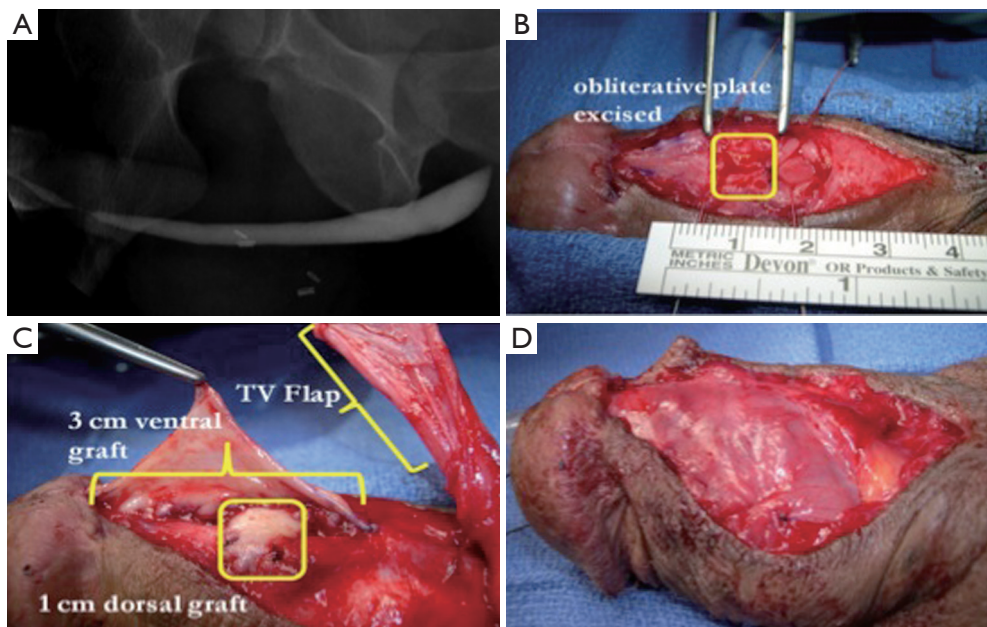 A
B
obliterative plate
excised
1 2 3 4
METRIC
INCHES
Devon® OR Products & Safety
1
C
TV Flap
3 cm ventral
graft
1 cm dorsal graft
D